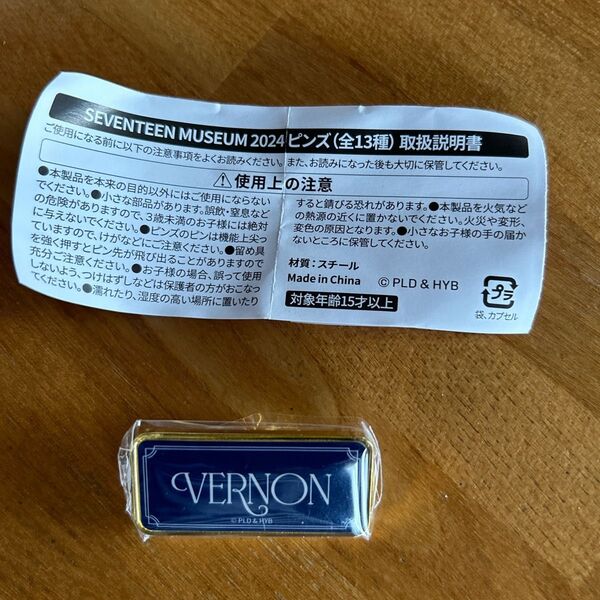 SEVENTEEN MUSEUM 2024 ピンズ（全13種）取扱説明書
ご使用になる前に以下の注意事項をよくお読みください。また、お読みになった後も大切に保管してください。
⚠使用上の注意
●本製品を本来の目的以外にはご使用にならない
でください。●小さな部品があります。誤飲・窒息など
の危険がありますので、3歳未満のお子様には絶対
に与えないでください。●ピンズのピンは機能上尖っ
ていますので、けがなどにご注意ください。●留め具
を強く押すとピン先が飛び出ることがありますので
充分ご注意ください。●お子様の場合、誤って使用
しないよう、つけはずしなどは保護者の方がおこなっ
てください。●濡れたり、湿度の高い場所に置いたり
すると錆びる恐れがあります。●本製品を火気など
の熱源の近くに置かないでください。火災や変形、
変色の原因となります。●小さなお子様の手の届か
ないところに保管してください。
材質：スチール
Made in China © PLD & HYB
対象年齢15才以上
プラ
袋、カプセル
VERNON
© PLD & HYB